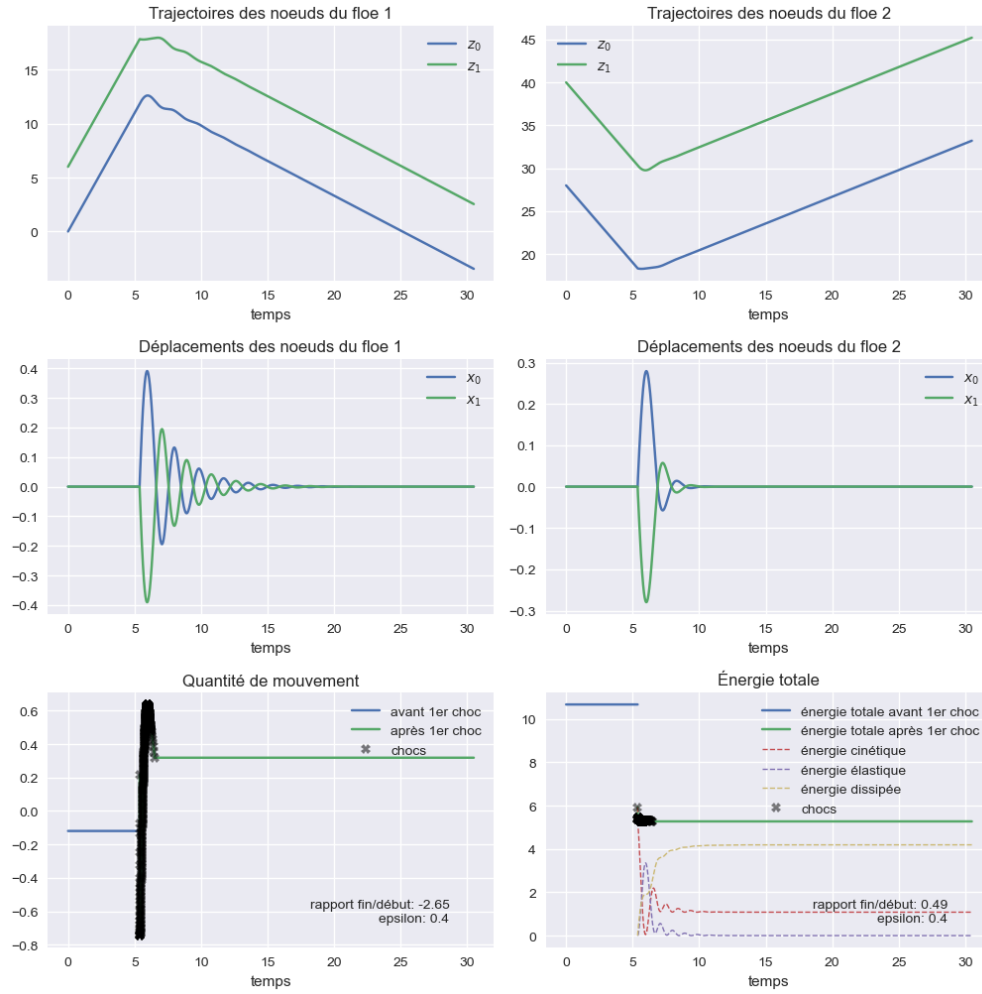 Trajectoires des noeuds du floe 1
z0
z1
15
10
5
0
0 5 10 15 20 25 30
temps
Trajectoires des noeuds du floe 2
z0
z1
45
40
35
30
25
20
0 5 10 15 20 25 30
temps
Déplacements des noeuds du floe 1
x0
x1
0.4
0.3
0.2
0.1
0.0
−0.1
−0.2
−0.3
−0.4
0 5 10 15 20 25 30
temps
Déplacements des noeuds du floe 2
x0
x1
0.3
0.2
0.1
0.0
−0.1
−0.2
−0.3
0 5 10 15 20 25 30
temps
Quantité de mouvement
avant 1er choc
après 1er choc
chocs
0.6
0.4
0.2
0.0
−0.2
−0.4
−0.6
−0.8
rapport fin/début: -2.65
epsilon: 0.4
0 5 10 15 20 25 30
temps
Énergie totale
énergie totale avant 1er choc
énergie totale après 1er choc
énergie cinétique
énergie élastique
énergie dissipée
chocs
10
8
6
4
2
0
rapport fin/début: 0.49
epsilon: 0.4
0 5 10 15 20 25 30
temps